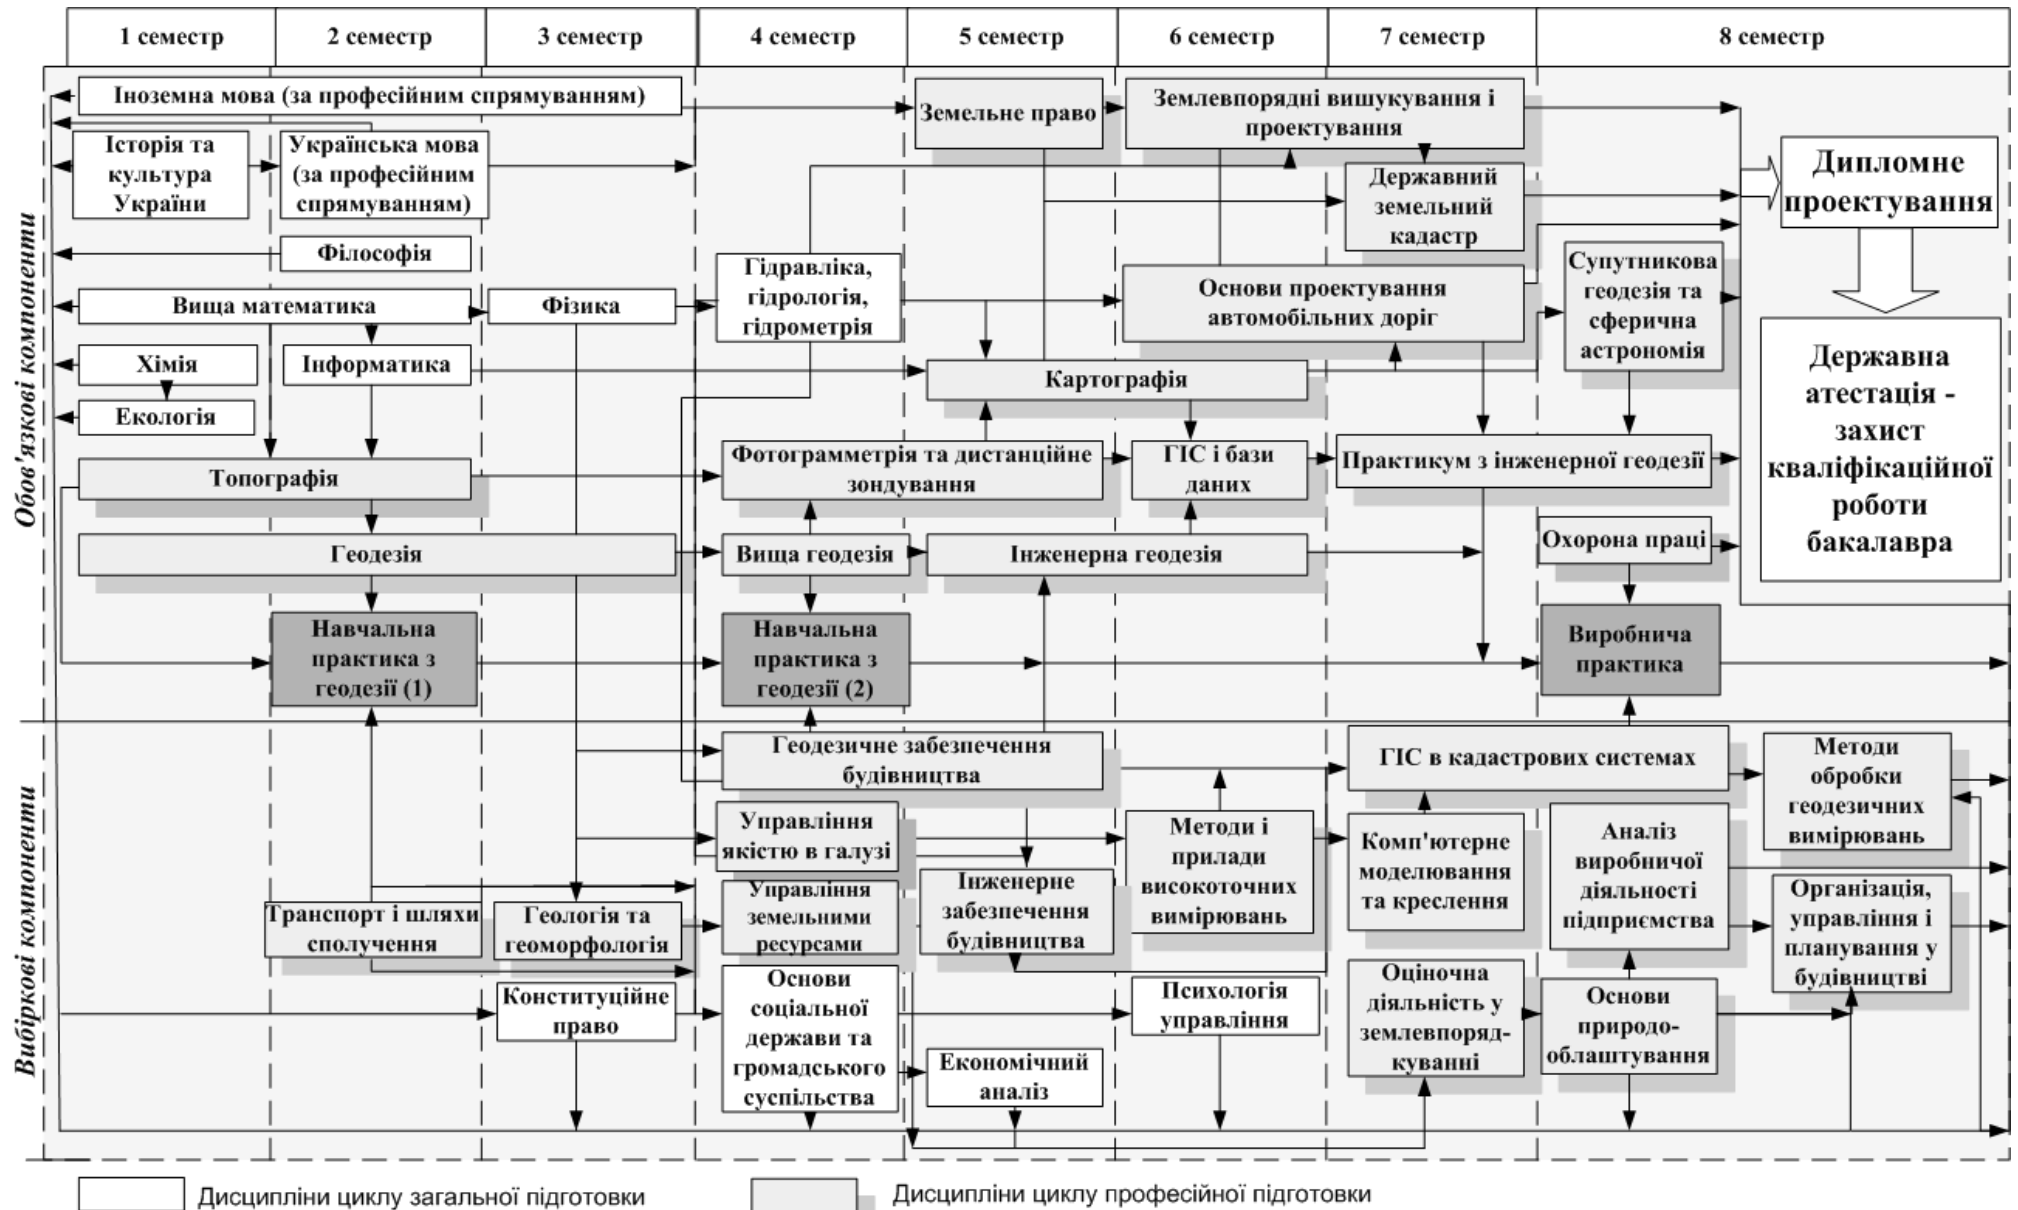 1 семестр
2 семестр
3 семестр
4 семестр
5 семестр
6 семестр
7 семестр
8 семестр
Обов'язкові компоненти
Іноземна мова (за професійним спрямуванням)
Земельне право
Землевпорядні вишукування і
проектування
Історія та
культура
України
Українська мова
(за професійним
спрямуванням)
Державний
земельний
кадастр
Дипломне
проектування
Філософія
Гідравліка,
гідрологія,
гідрометрія
Основи проектування
автомобільних доріг
Супутникова
геодезія та
сферична
астрономія
Вища математика
Фізика
Хімія
Інформатика
Картографія
Державна
атестація -
захист
кваліфікаційної
роботи
бакалавра
Екологія
Топографія
Фотограмметрія та дистанційне
зондування
ГІС і бази
даних
Практикум з інженерної геодезії
Геодезія
Вища геодезія
Інженерна геодезія
Охорона праці
Навчальна
практика з
геодезії (1)
Навчальна
практика з
геодезії (2)
Виробнича
практика
Вибіркові компоненти
Геодезичне забезпечення
будівництва
ГІС в кадастрових системах
Методи
обробки
геодезичних
вимірювань
Управління
якістю в галузі
Методи і
прилади
високоточних
вимірювань
Комп'ютерне
моделювання
та креслення
Аналіз
виробничої
діяльності
підприємства
Транспорт і шляхи
сполучення
Геологія та
геоморфологія
Управління
земельними
ресурсами
Інженерне
забезпечення
будівництва
Організація,
управління і
планування у
будівництві
Конституційне
право
Основи
соціальної
держави та
громадського
суспільства
Психологія
управління
Оціночна
діяльність у
землевпоряд-
куванні
Основи
природо-
облаштування
Економічний
аналіз
Дисципліни циклу загальної підготовки
Дисципліни циклу професійної підготовки